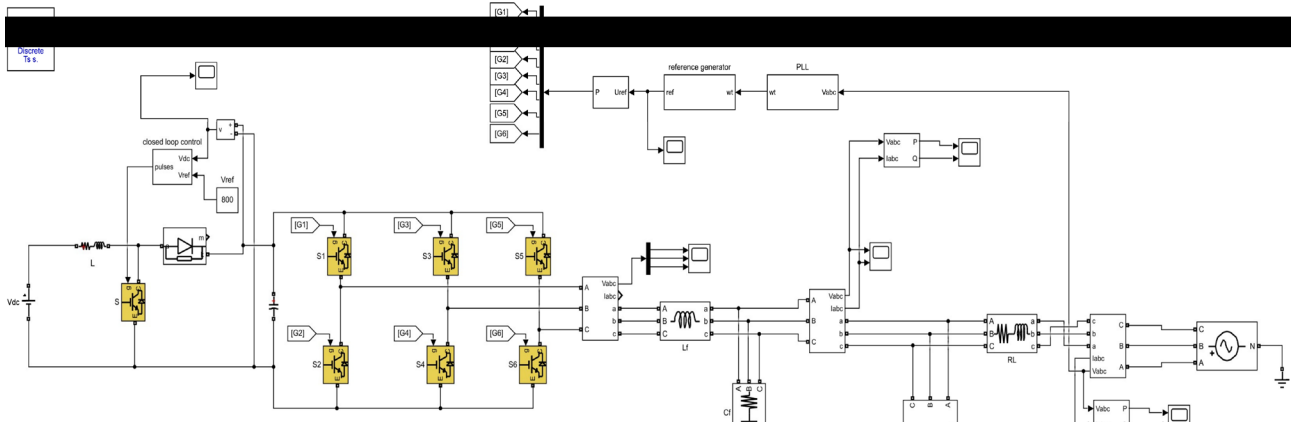 [G1]
Discrete
Ts s.
[G2]
[G3]
[G4]
[G5]
[G6]
P Uref
reference generator
ref wt
PLL
wt Vabc
v + -
closed loop control
Vdc
pulses
Vref
Vref
800
Vabc P
Iabc Q
[G1] [G3] [G5]
g C
S1
E
g C
S3
E
g C
S5
E
m
L
Vdc +
S
g C
E
A Vabc
Iabc
B a
b
C c
A a
B b
C c
Lf
A Vabc
Iabc
B a
b
C c
A a
B b
C c
RL
c C
b B
a
Iabc
Vabc A
C
B
A
+
N
[G2] [G4] [G6]
g C
S2
E
g C
S4
E
g C
S6
E
A B C
Cf
C B A
Vabc P